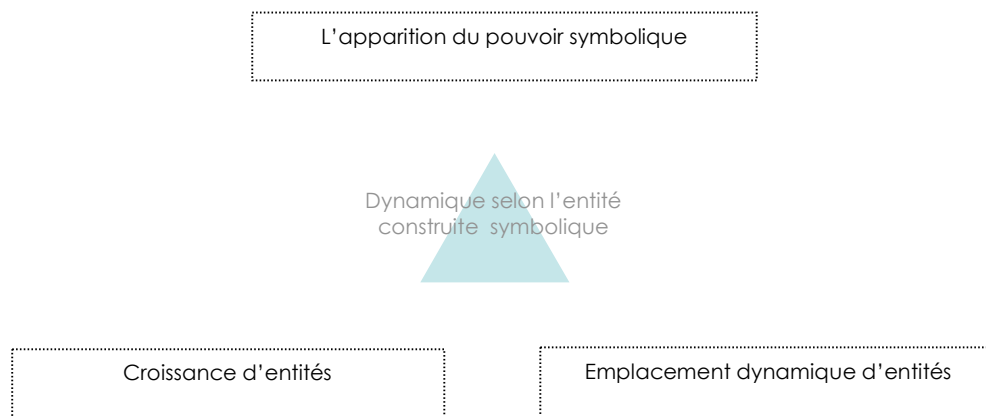 L’apparition du pouvoir symbolique
Dynamique selon l’entité
construite symbolique
Croissance d’entités
Emplacement dynamique d’entités